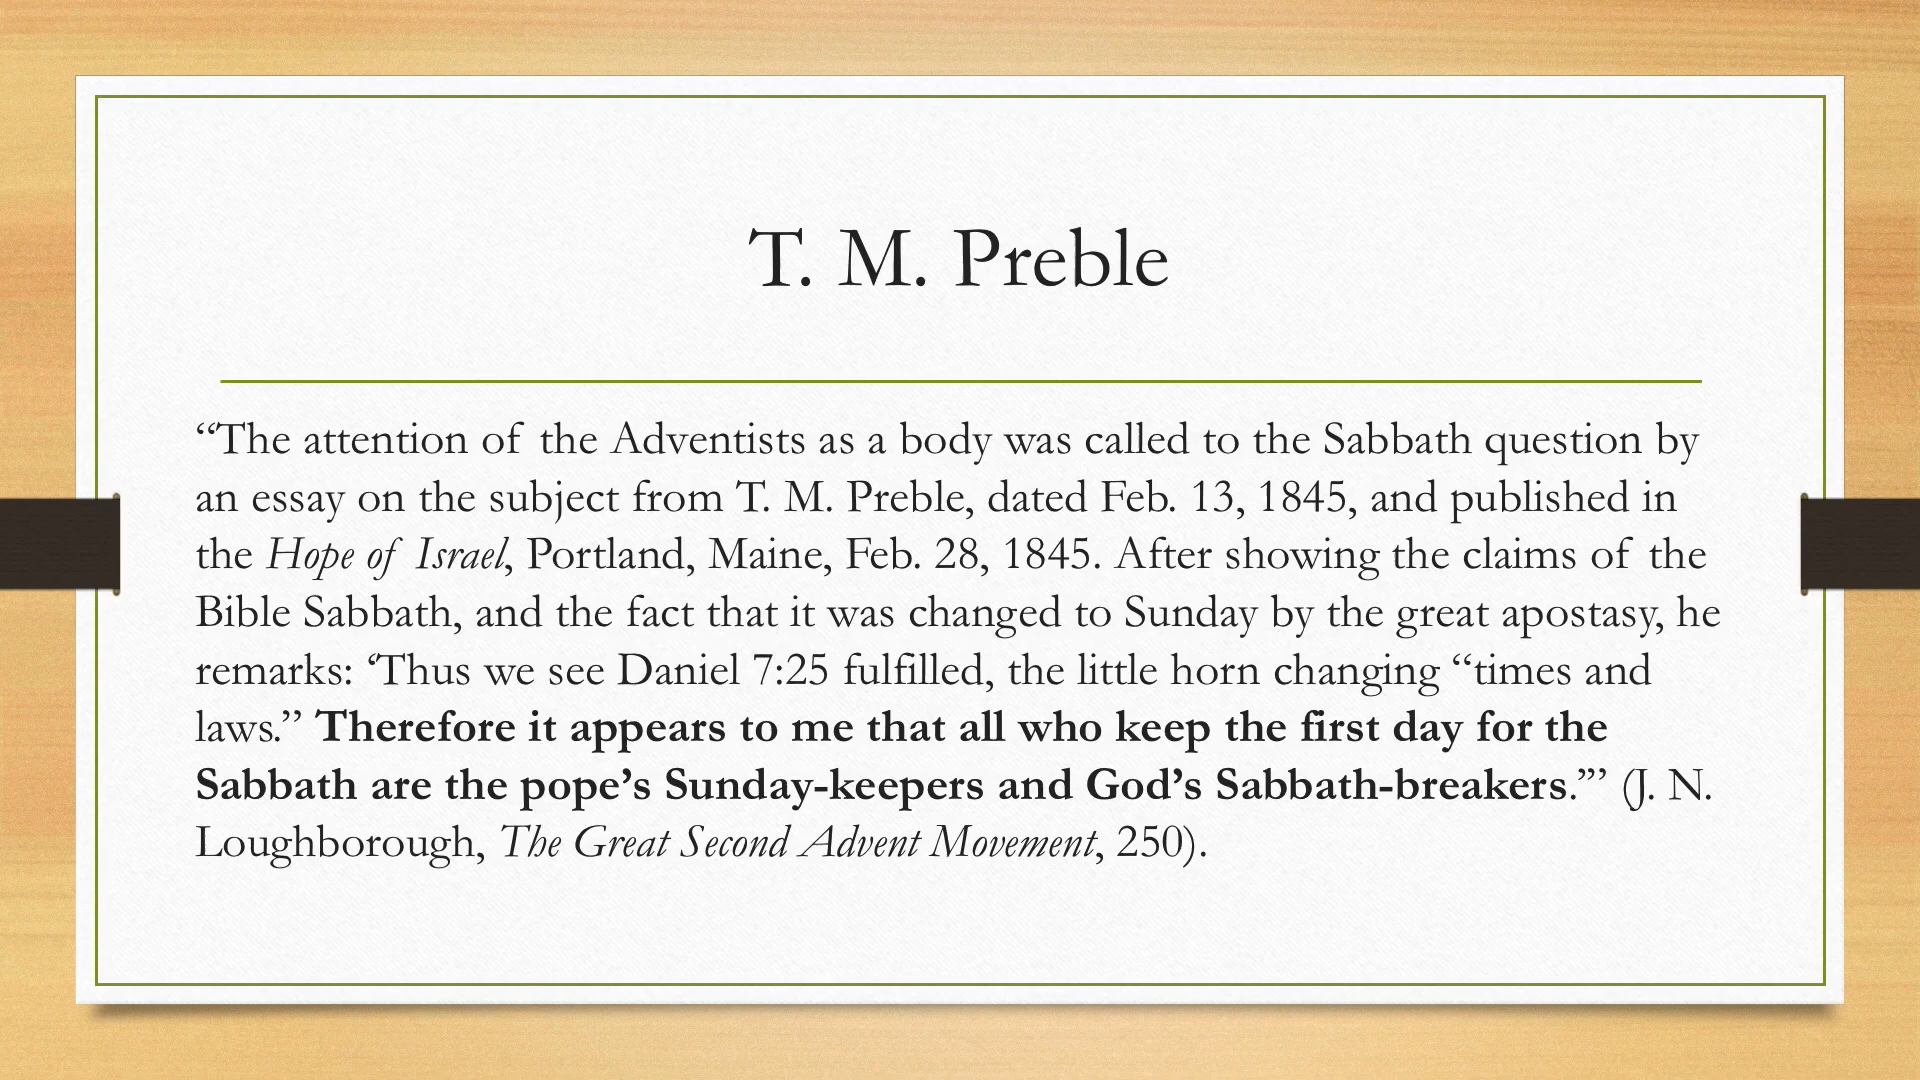 T. M. Preble
“The attention of the Adventists as a body was called to the Sabbath question by
an essay on the subject from T. M. Preble, dated Feb. 13, 1845, and published in
the Hope of Israel, Portland, Maine, Feb. 28, 1845. After showing the claims of the
Bible Sabbath, and the fact that it was changed to Sunday by the great apostasy, he
remarks: ‘Thus we see Daniel 7:25 fulfilled, the little horn changing “times and
laws.” Therefore it appears to me that all who keep the first day for the
Sabbath are the pope’s Sunday-keepers and God’s Sabbath-breakers.”’ (J. N.
Loughborough, The Great Second Advent Movement, 250).